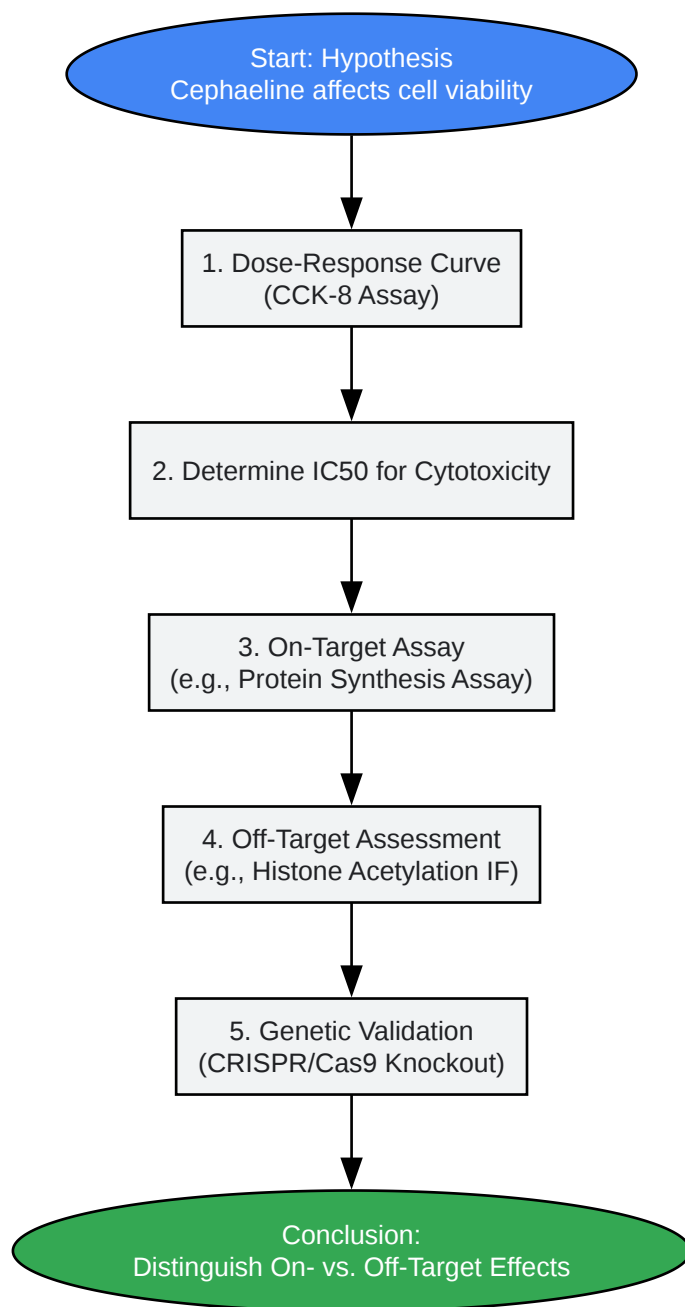 Start: Hypothesis
Cephaeline affects cell viability
1. Dose-Response Curve
(CCK-8 Assay)
2. Determine IC50 for Cytotoxicity
3. On-Target Assay
(e.g., Protein Synthesis Assay)
4. Off-Target Assessment
(e.g., Histone Acetylation IF)
5. Genetic Validation
(CRISPR/Cas9 Knockout)
Conclusion:
Distinguish On- vs. Off-Target Effects